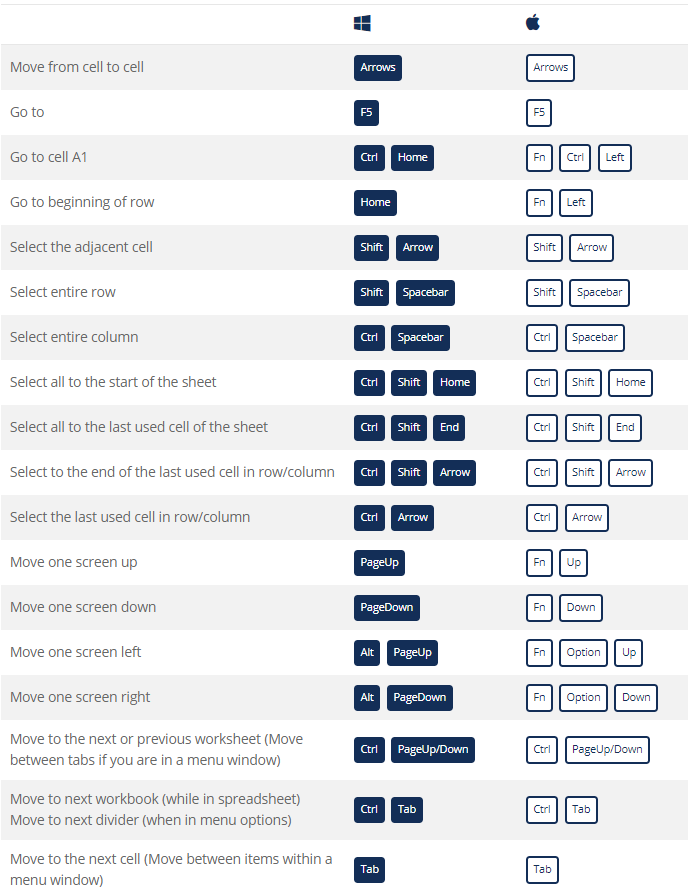 Move from cell to cell Arrows Arrows
Go to F5 F5
Go to cell A1 Ctrl Home Fn Ctrl Left
Go to beginning of row Home Fn Left
Select the adjacent cell Shift Arrow Shift Arrow
Select entire row Shift Spacebar Shift Spacebar
Select entire column Ctrl Spacebar Ctrl Spacebar
Select all to the start of the sheet Ctrl Shift Home Ctrl Shift Home
Select all to the last used cell of the sheet Ctrl Shift End Ctrl Shift End
Select to the end of the last used cell in row/column Ctrl Shift Arrow Ctrl Shift Arrow
Select the last used cell in row/column Ctrl Arrow Ctrl Arrow
Move one screen up PageUp Fn Up
Move one screen down PageDown Fn Down
Move one screen left Alt PageUp Fn Option Up
Move one screen right Alt PageDown Fn Option Down
Move to the next or previous worksheet (Move
between tabs if you are in a menu window) Ctrl PageUp/Down Ctrl PageUp/Down
Move to next workbook (while in spreadsheet)
Move to next divider (when in menu options) Ctrl Tab Ctrl Tab
Move to the next cell (Move between items within a
menu window) Tab Tab